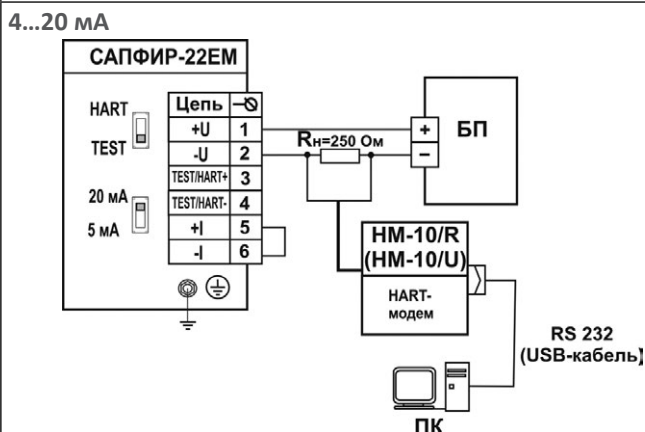 4...20 мА
САПФИР-22ЕМ
HART
TEST
20 мА
5 мА
Цепь
+U 1
-U 2
TEST/HART+ 3
TEST/HART- 4
+I 5
-I 6
Rн=250 Ом
+
−
БП
НМ-10/R
(НМ-10/U)
HART-
модем
RS 232
(USB-кабель)
ПК